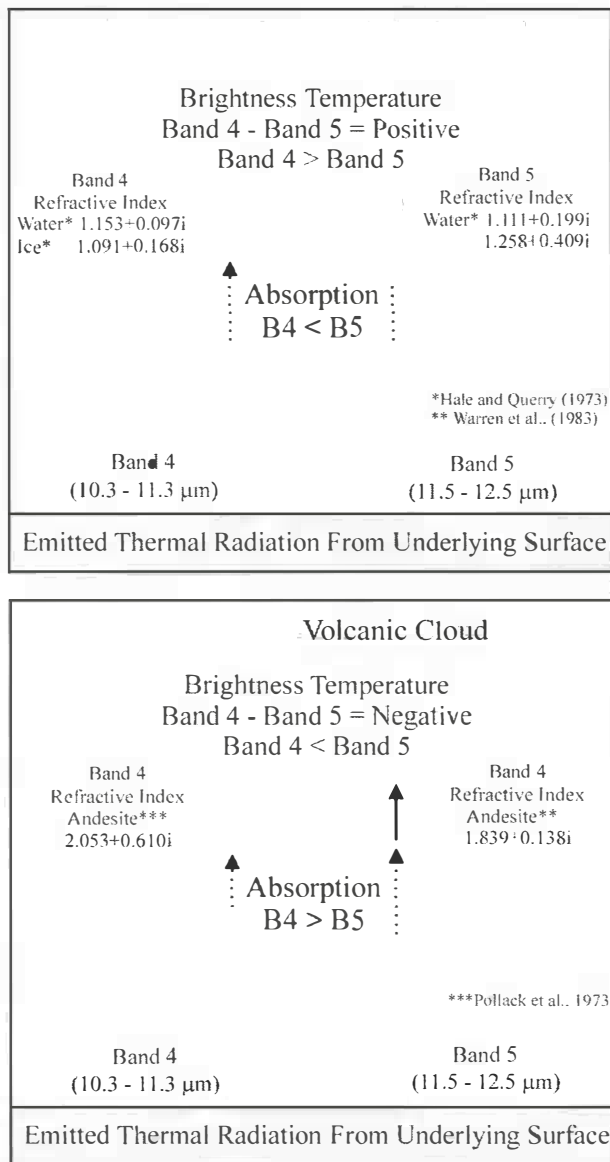 Brightness Temperature
Band 4 - Band 5 = Positive
Band 4 > Band 5
Band 4
Refractive Index
Water* 1.153+0.097i
Ice* 1.091+0.168i
Band 5
Refractive Index
Water* 1.111+0.199i
1.258+0.409i
Absorption
B4 < B5
*Hale and Querry (1973)
** Warren et al.. (1983)
Band 4
(10.3 - 11.3 µm)
Band 5
(11.5 - 12.5 µm)
Emitted Thermal Radiation From Underlying Surface
Volcanic Cloud
Brightness Temperature
Band 4 - Band 5 = Negative
Band 4 < Band 5
Band 4
Refractive Index
Andesite***
2.053+0.610i
Band 4
Refractive Index
Andesite**
1.839+0.138i
Absorption
B4 > B5
***Pollack et al.. 1973
Band 4
(10.3 - 11.3 µm)
Band 5
(11.5 - 12.5 µm)
Emitted Thermal Radiation From Underlying Surface